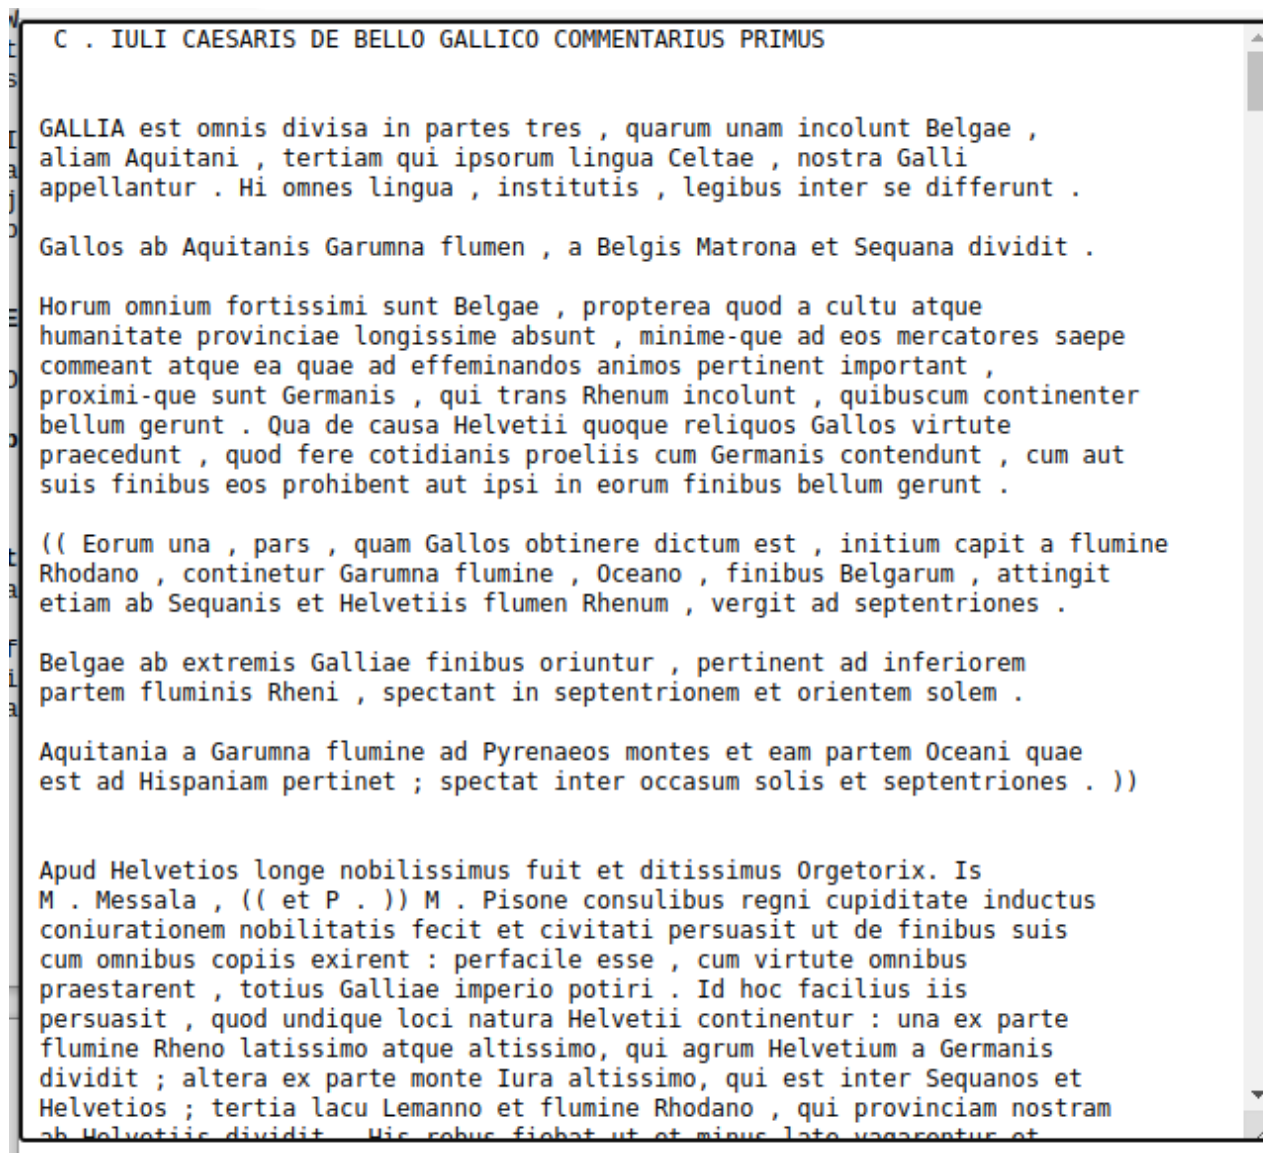 C . IULI CAESARIS DE BELLO GALLICO COMMENTARIUS PRIMUS
GALLIA est omnis divisa in partes tres , quarum unam incolunt Belgae ,
aliam Aquitani , tertiam qui ipsorum lingua Celtae , nostra Galli
appellantur . Hi omnes lingua , institutis , legibus inter se differunt .
Gallos ab Aquitanis Garumna flumen , a Belgis Matrona et Sequana dividit .
Horum omnium fortissimi sunt Belgae , propterea quod a cultu atque
humanitate provinciae longissime absunt , minime-que ad eos mercatores saepe
commeant atque ea quae ad effeminandos animos pertinent important ,
proximi-que sunt Germanis , qui trans Rhenum incolunt , quibuscum continenter
bellum gerunt . Qua de causa Helvetii quoque reliquos Gallos virtute
praecedunt , quod fere cotidianis proeliis cum Germanis contendunt , cum aut
suis finibus eos prohibent aut ipsi in eorum finibus bellum gerunt .
(( Eorum una , pars , quam Gallos obtinere dictum est , initium capit a flumine
Rhodano , continetur Garumna flumine , Oceano , finibus Belgarum , attingit
etiam ab Sequanis et Helvetiis flumen Rhenum , vergit ad septentriones .
Belgae ab extremis Galliae finibus oriuntur , pertinent ad inferiorem
partem fluminis Rheni , spectant in septentrionem et orientem solem .
Aquitania a Garumna flumine ad Pyrenaeos montes et eam partem Oceani quae
est ad Hispaniam pertinet ; spectat inter occasum solis et septentriones . ))
Apud Helvetios longe nobilissimus fuit et ditissimus Orgetorix. Is
M . Messala , (( et P . )) M . Pisone consulibus regni cupiditate inductus
coniurationem nobilitatis fecit et civitati persuasit ut de finibus suis
cum omnibus copiis exirent : perfacile esse , cum virtute omnibus
praestarent , totius Galliae imperio potiri . Id hoc facilius iis
persuasit , quod undique loci natura Helvetii continentur : una ex parte
flumine Rheno latissimo atque altissimo, qui agrum Helvetium a Germanis
dividit ; altera ex parte monte Iura altissimo, qui est inter Sequanos et
Helvetios ; tertia lacu Lemanno et flumine Rhodano , qui provinciam nostram
ab Helvetiis dividit . His rebus fiebat ut et minus late vagarentur et